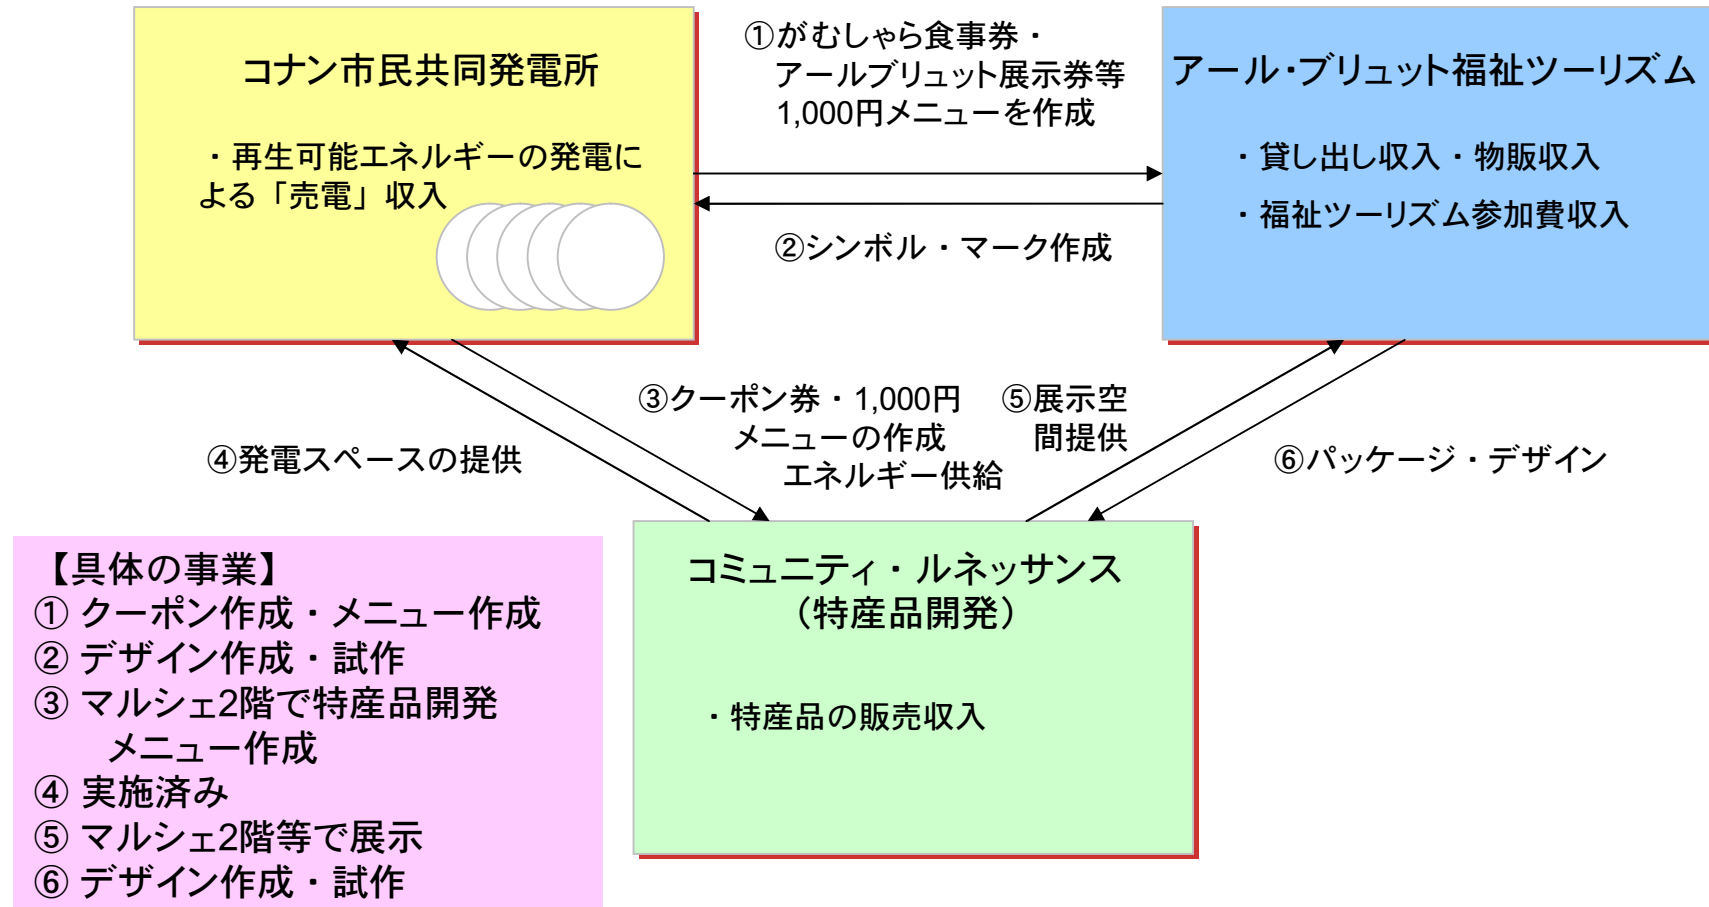 コナン市民共同発電所
・再生可能エネルギーの発電に
よる「売電」収入
①がむしゃら食事券・
アールブリュット展示券等
1,000円メニューを作成
②シンボル・マーク作成
アール・ブリュット福祉ツーリズム
・貸し出し収入・物販収入
・福祉ツーリズム参加費収入
③クーポン券・1,000円
メニューの作成
エネルギー供給
④発電スペースの提供
⑤展示空
間提供
⑥パッケージ・デザイン
コミュニティ・ルネッサンス
(特産品開発)
・特産品の販売収入
【具体の事業】
① クーポン作成・メニュー作成
② デザイン作成・試作
③ マルシェ2階で特産品開発
メニュー作成
④ 実施済み
⑤ マルシェ2階等で展示
⑥ デザイン作成・試作